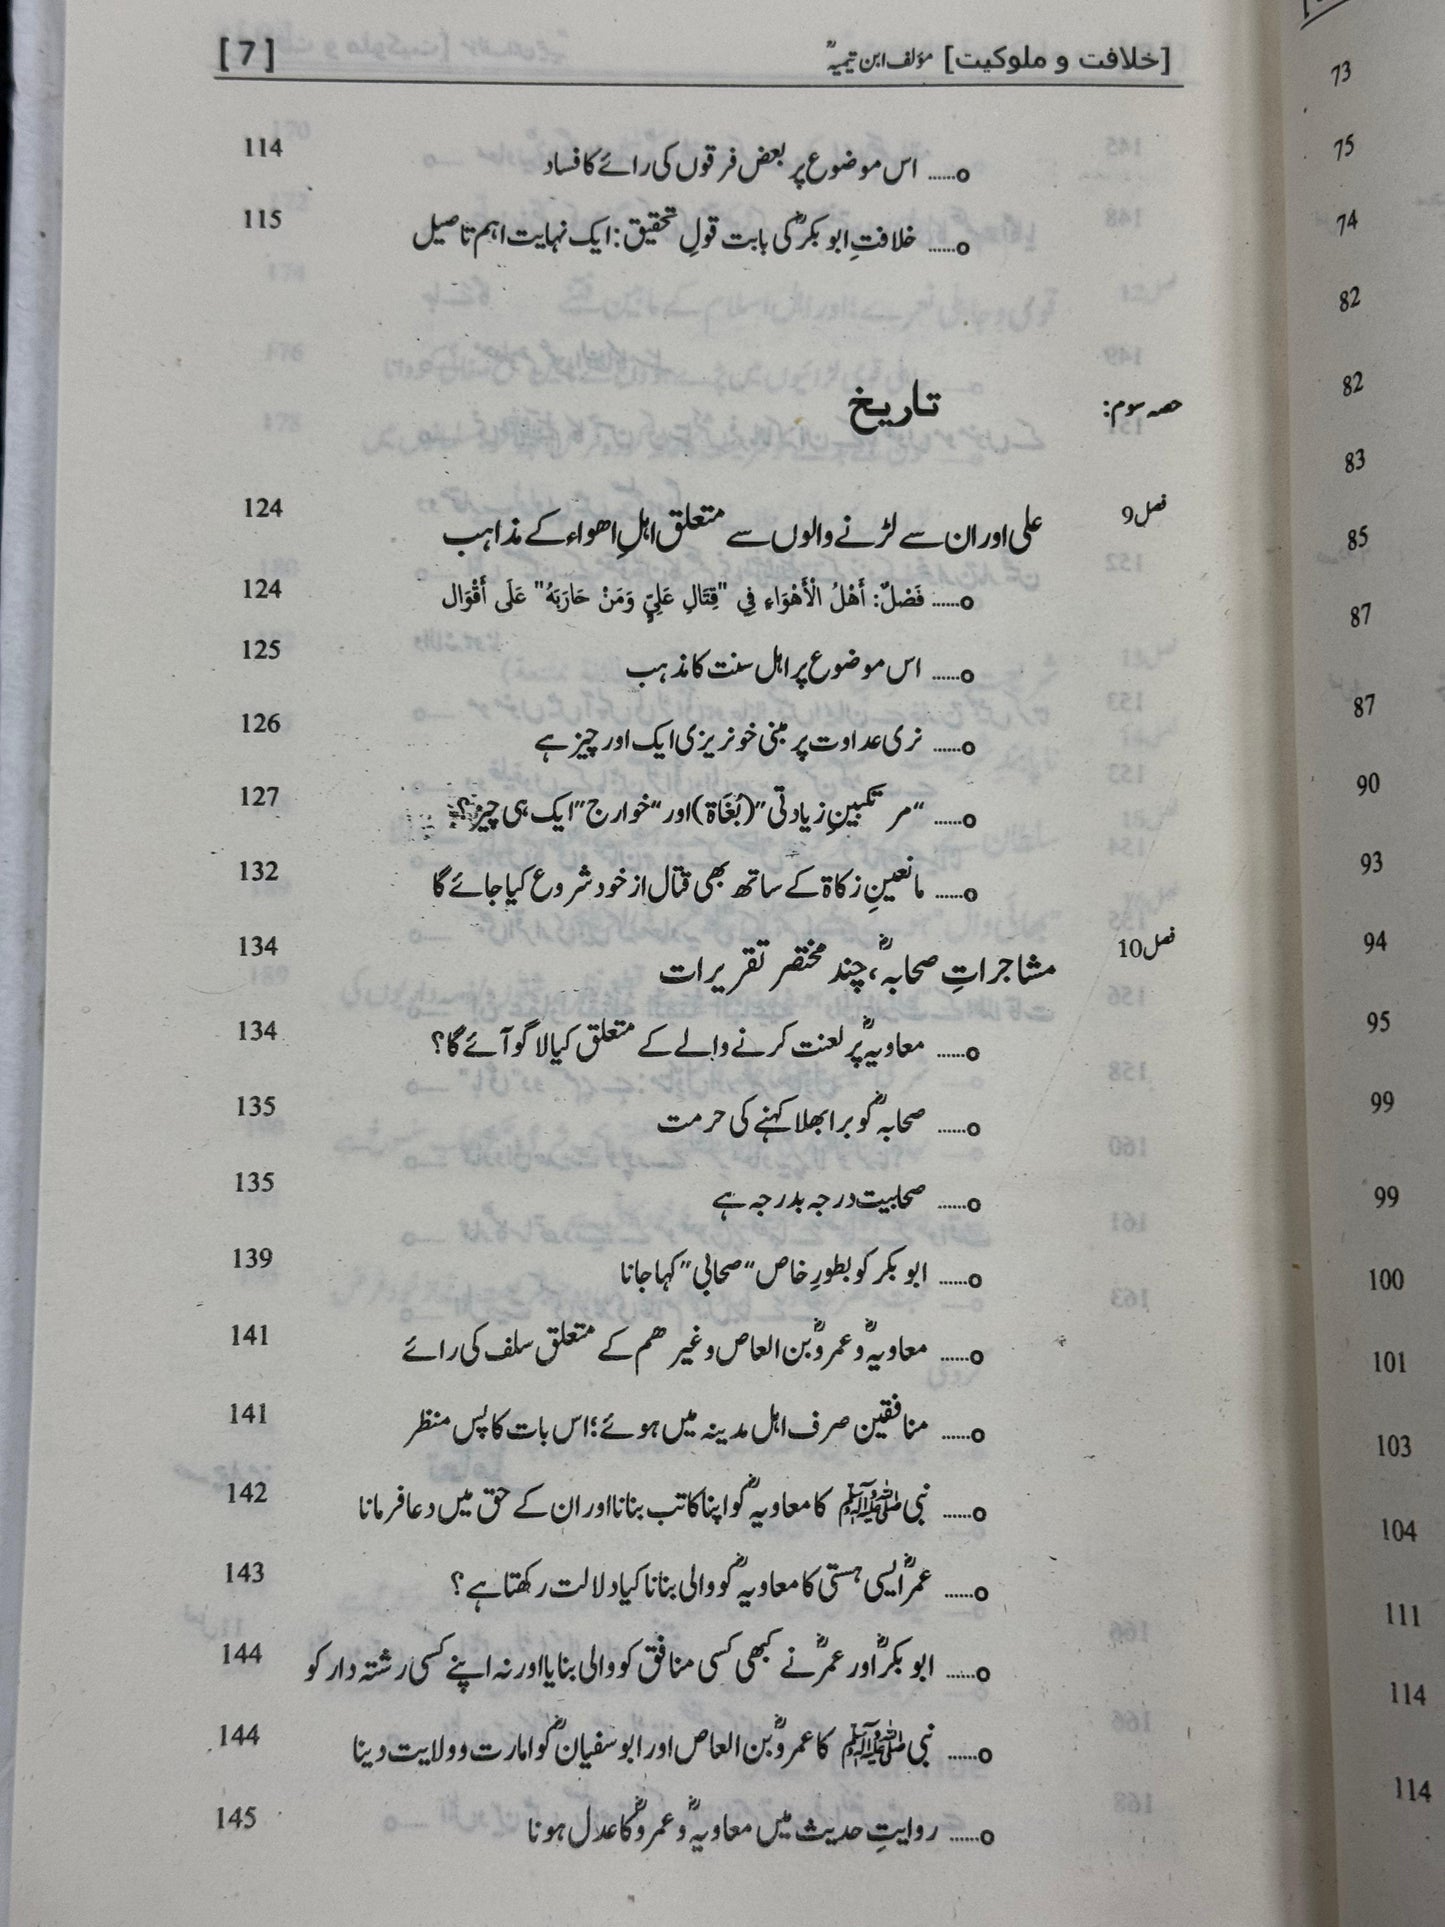 [خلافت و ملوکیت] مؤلف ابن تیمیہؒ [7]
o...... اس موضوع پر بعض فرقوں کی رائے کا فساد 114
o...... خلافتِ ابو بکرؓ کی بابت قولِ تحقیق: ایک نہایت اہم تاصیل 115
حصہ سوم: تاریخ
فصل 9 علی اور ان سے لڑنے والوں سے متعلق اہلِ اھواء کے مذاہب 124
o...... فَصْلٌ: أَهْلُ الْأَهْوَاءِ فِي "قِتَالِ عَلِيٍّ وَمَنْ حَارَبَهُ" عَلَى أَقْوَال 124
o...... اس موضوع پر اہل سنت کا مذہب 125
o...... نری عداوت پر مبنی خونریزی ایک اور چیز ہے 126
o...... “مرتکبینِ زیادتی” (بُغَاة) اور “خوارج” ایک ہی چیز؟ 127
o...... مانعینِ زکاۃ کے ساتھ بھی قتال از خود شروع کیا جائے گا 132
فصل 10 مشاجراتِ صحابہؓ، چند مختصر تقریرات 134
o...... معاویہؓ پر لعنت کرنے والے کے متعلق کیا لاگو آئے گا؟ 134
o...... صحابہؓ کو برا بھلا کہنے کی حرمت 135
o...... صحابیت درجہ بدرجہ ہے 135
o...... ابو بکر کو بطورِ خاص “صحابی” کہا جانا 139
o...... معاویہؓ و عمروؓ بن العاص وغیرھم کے متعلق سلف کی رائے 141
o...... منافقین صرف اہل مدینہ میں ہوئے؛ اس بات کا پس منظر 141
o...... نبی ﷺ کا معاویہؓ کو اپنا کاتب بنانا اور ان کے حق میں دعا فرمانا 142
o...... عمرؓ ایسی ہستی کا معاویہؓ کو والی بنانا کیا دلالت رکھتا ہے؟ 143
o...... ابو بکرؓ اور عمرؓ نے کبھی کسی منافق کو والی بنایا اور نہ اپنے کسی رشتہ دار کو 144
o...... نبی ﷺ کا عمروؓ بن العاص اور ابو سفیانؓ کو امارت و ولایت دینا 144
o...... روایتِ حدیث میں معاویہؓ و عمروؓ کا عدل ہونا 145
73
75
74
82
82
83
85
87
87
90
93
94
95
99
99
100
101
103
104
111
114
114